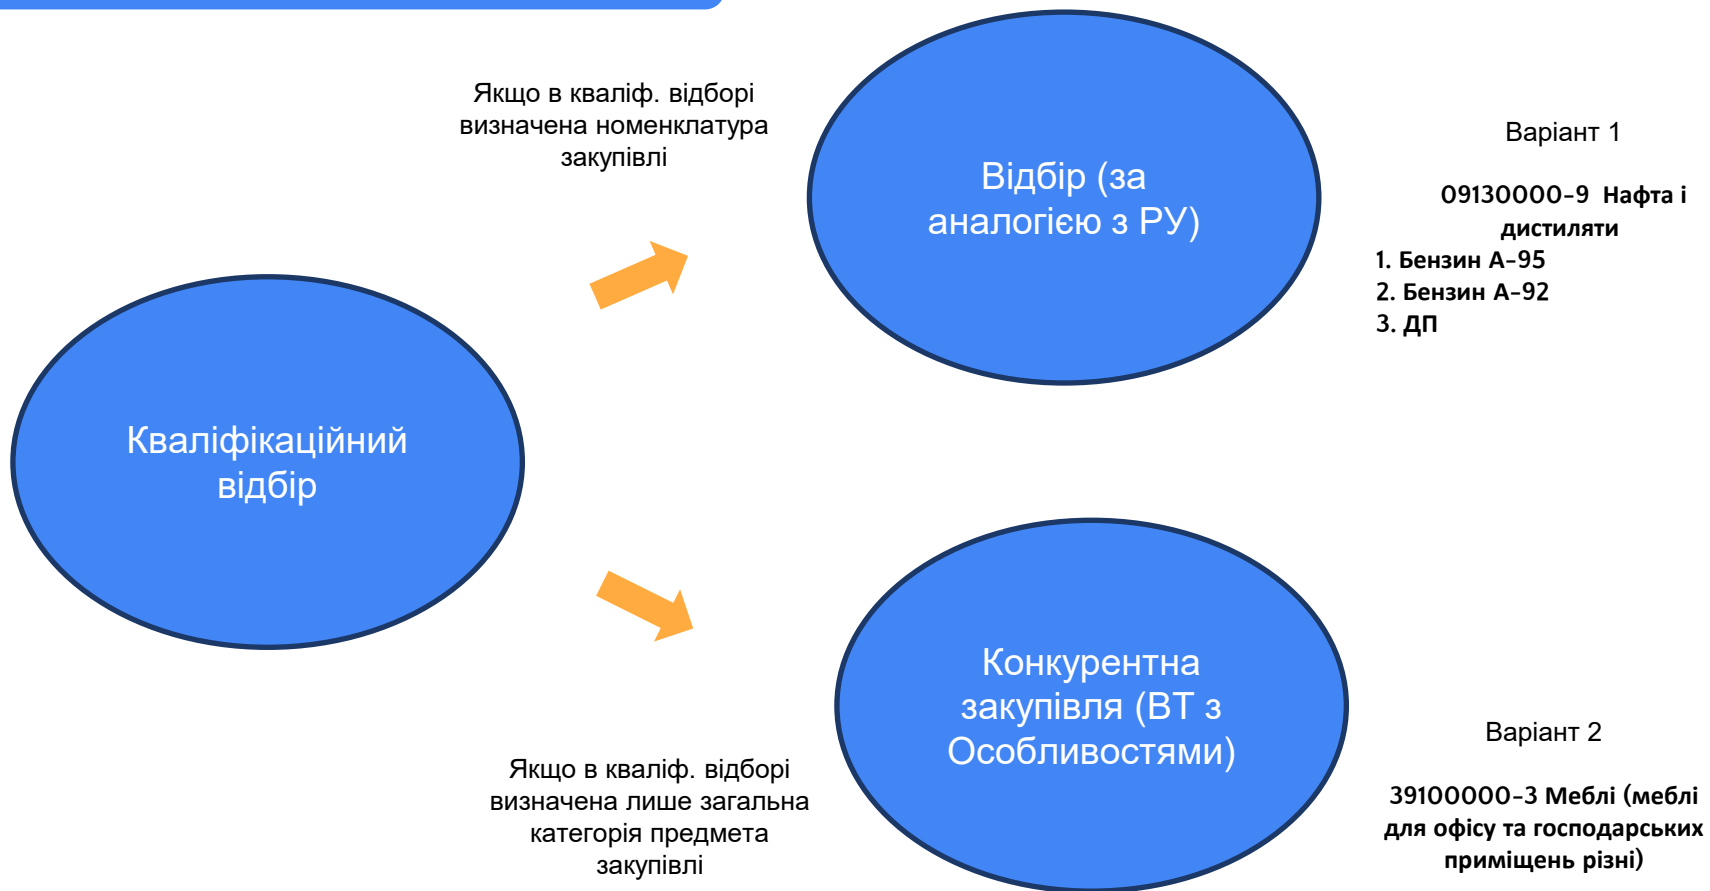 Якщо в кваліф. відборі
визначена номенклатура
закупівлі
Відбір (за
аналогією з РУ)
Варіант 1
09130000-9 Нафта і
дистиляти
1. Бензин А-95
2. Бензин А-92
3. ДП
Кваліфікаційний
відбір
Якщо в кваліф. відборі
визначена лише загальна
категорія предмета
закупівлі
Конкурентна
закупівля (ВТ з
Особливостями)
Варіант 2
39100000-3 Меблі (меблі
для офісу та господарських
приміщень різні)